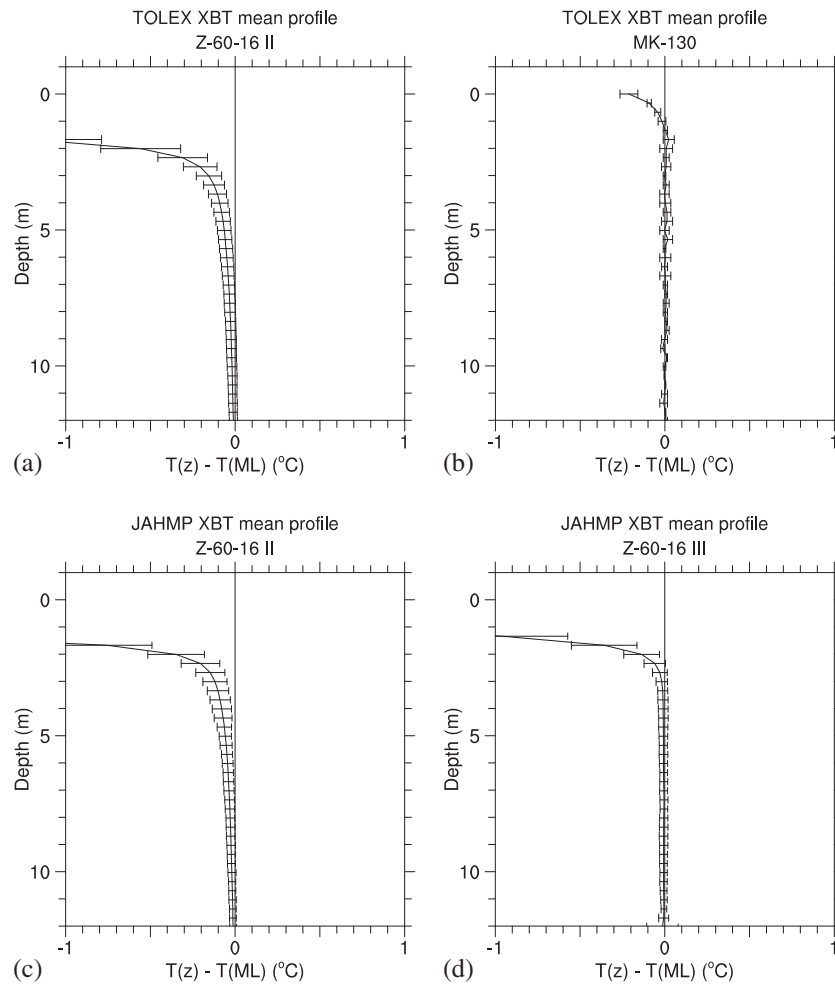 TOLEX XBT mean profile
Z-60-16 II
0
5
10
Depth (m)
-1
0
1
T(z) - T(ML) (°C)
(a)
TOLEX XBT mean profile
MK-130
0
5
10
Depth (m)
-1
0
1
T(z) - T(ML) (°C)
(b)
JAHMP XBT mean profile
Z-60-16 II
0
5
10
Depth (m)
-1
0
1
T(z) - T(ML) (°C)
(c)
JAHMP XBT mean profile
Z-60-16 III
0
5
10
Depth (m)
-1
0
1
T(z) - T(ML) (°C)
(d)